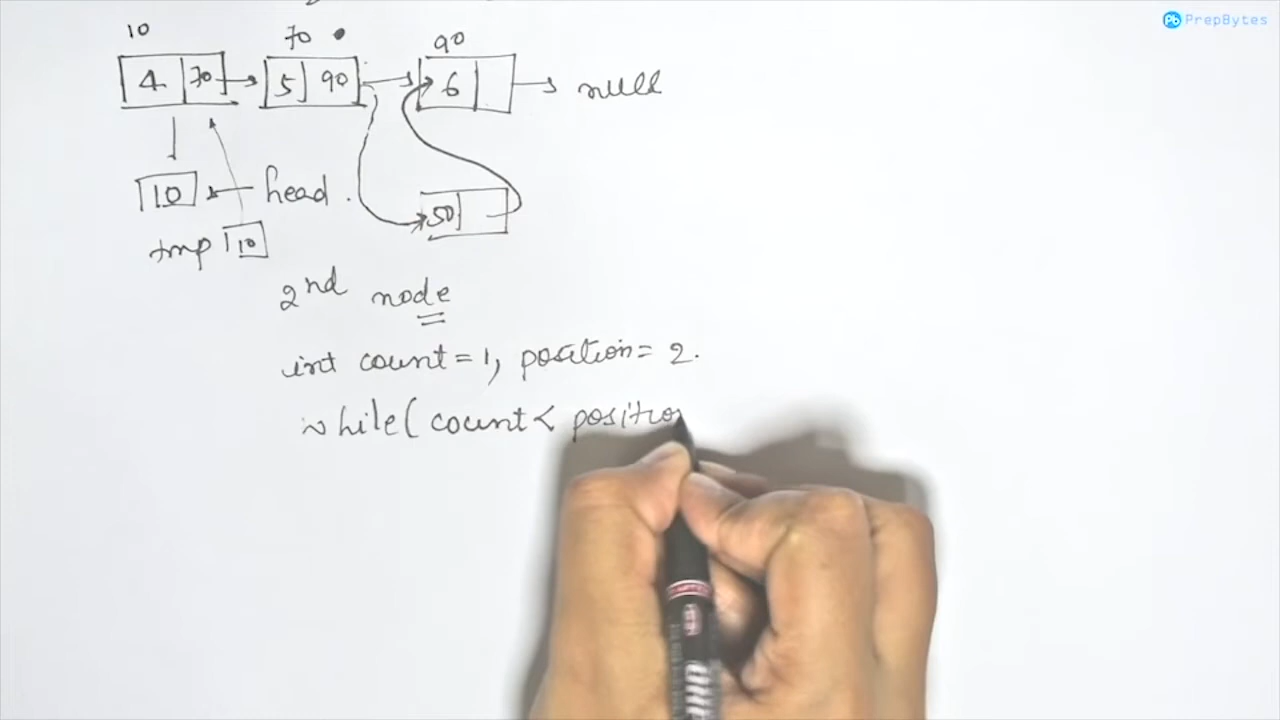 PrepBytes
10 70 90
4 70 5 90 6 null
10 head .
50
tmp 10
2nd node
int count = 1, position = 2.
while( count < position